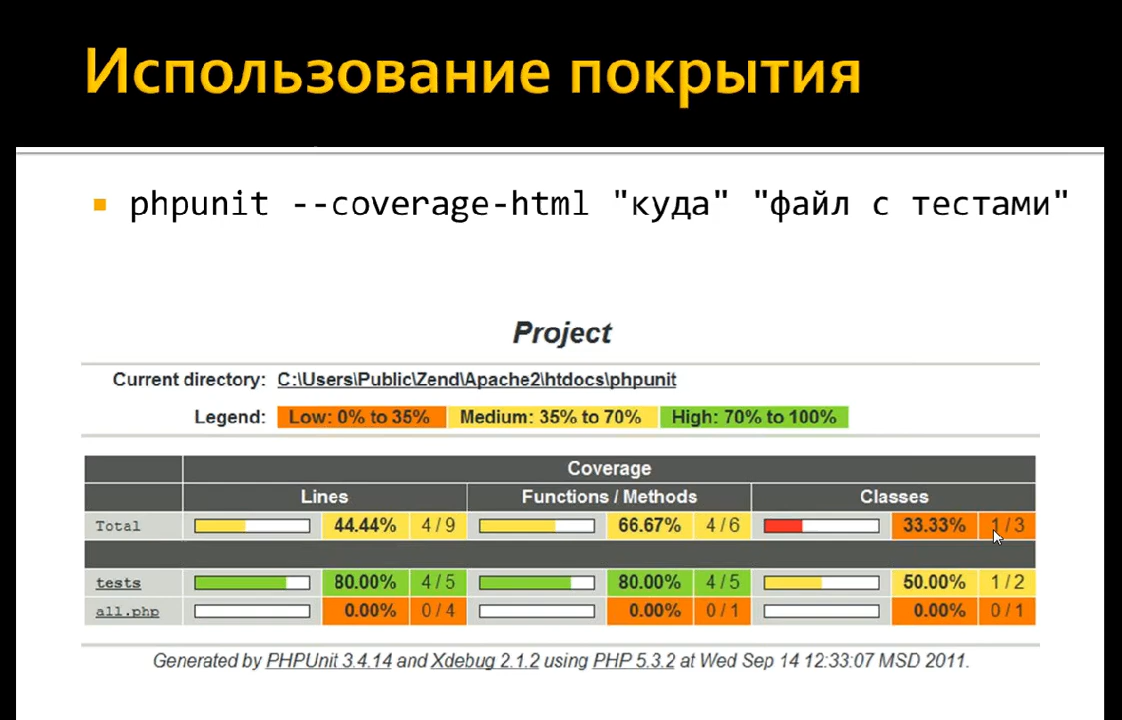 Использование покрытия
phpunit --coverage-html "куда" "файл с тестами"
Project
Current directory: C:\Users\Public\Zend\Apache2\htdocs\phpunit
Legend: Low: 0% to 35% Medium: 35% to 70% High: 70% to 100%
Coverage
Lines Functions / Methods Classes
Total 44.44% 4 / 9 66.67% 4 / 6 33.33% 1 / 3
tests 80.00% 4 / 5 80.00% 4 / 5 50.00% 1 / 2
all.php 0.00% 0 / 4 0.00% 0 / 1 0.00% 0 / 1
Generated by PHPUnit 3.4.14 and Xdebug 2.1.2 using PHP 5.3.2 at Wed Sep 14 12:33:07 MSD 2011.